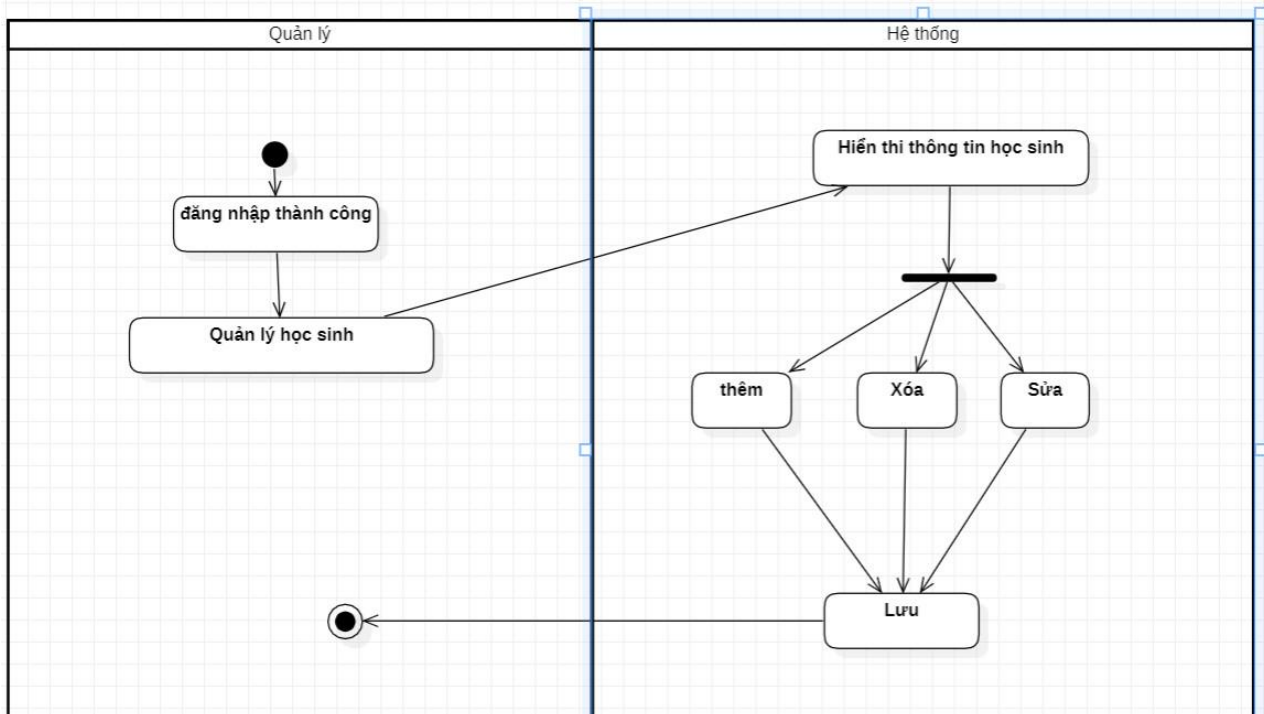 Quản lý
Hệ thống
Hiển thi thông tin học sinh
đăng nhập thành công
Quản lý học sinh
thêm
Xóa
Sửa
Lưu